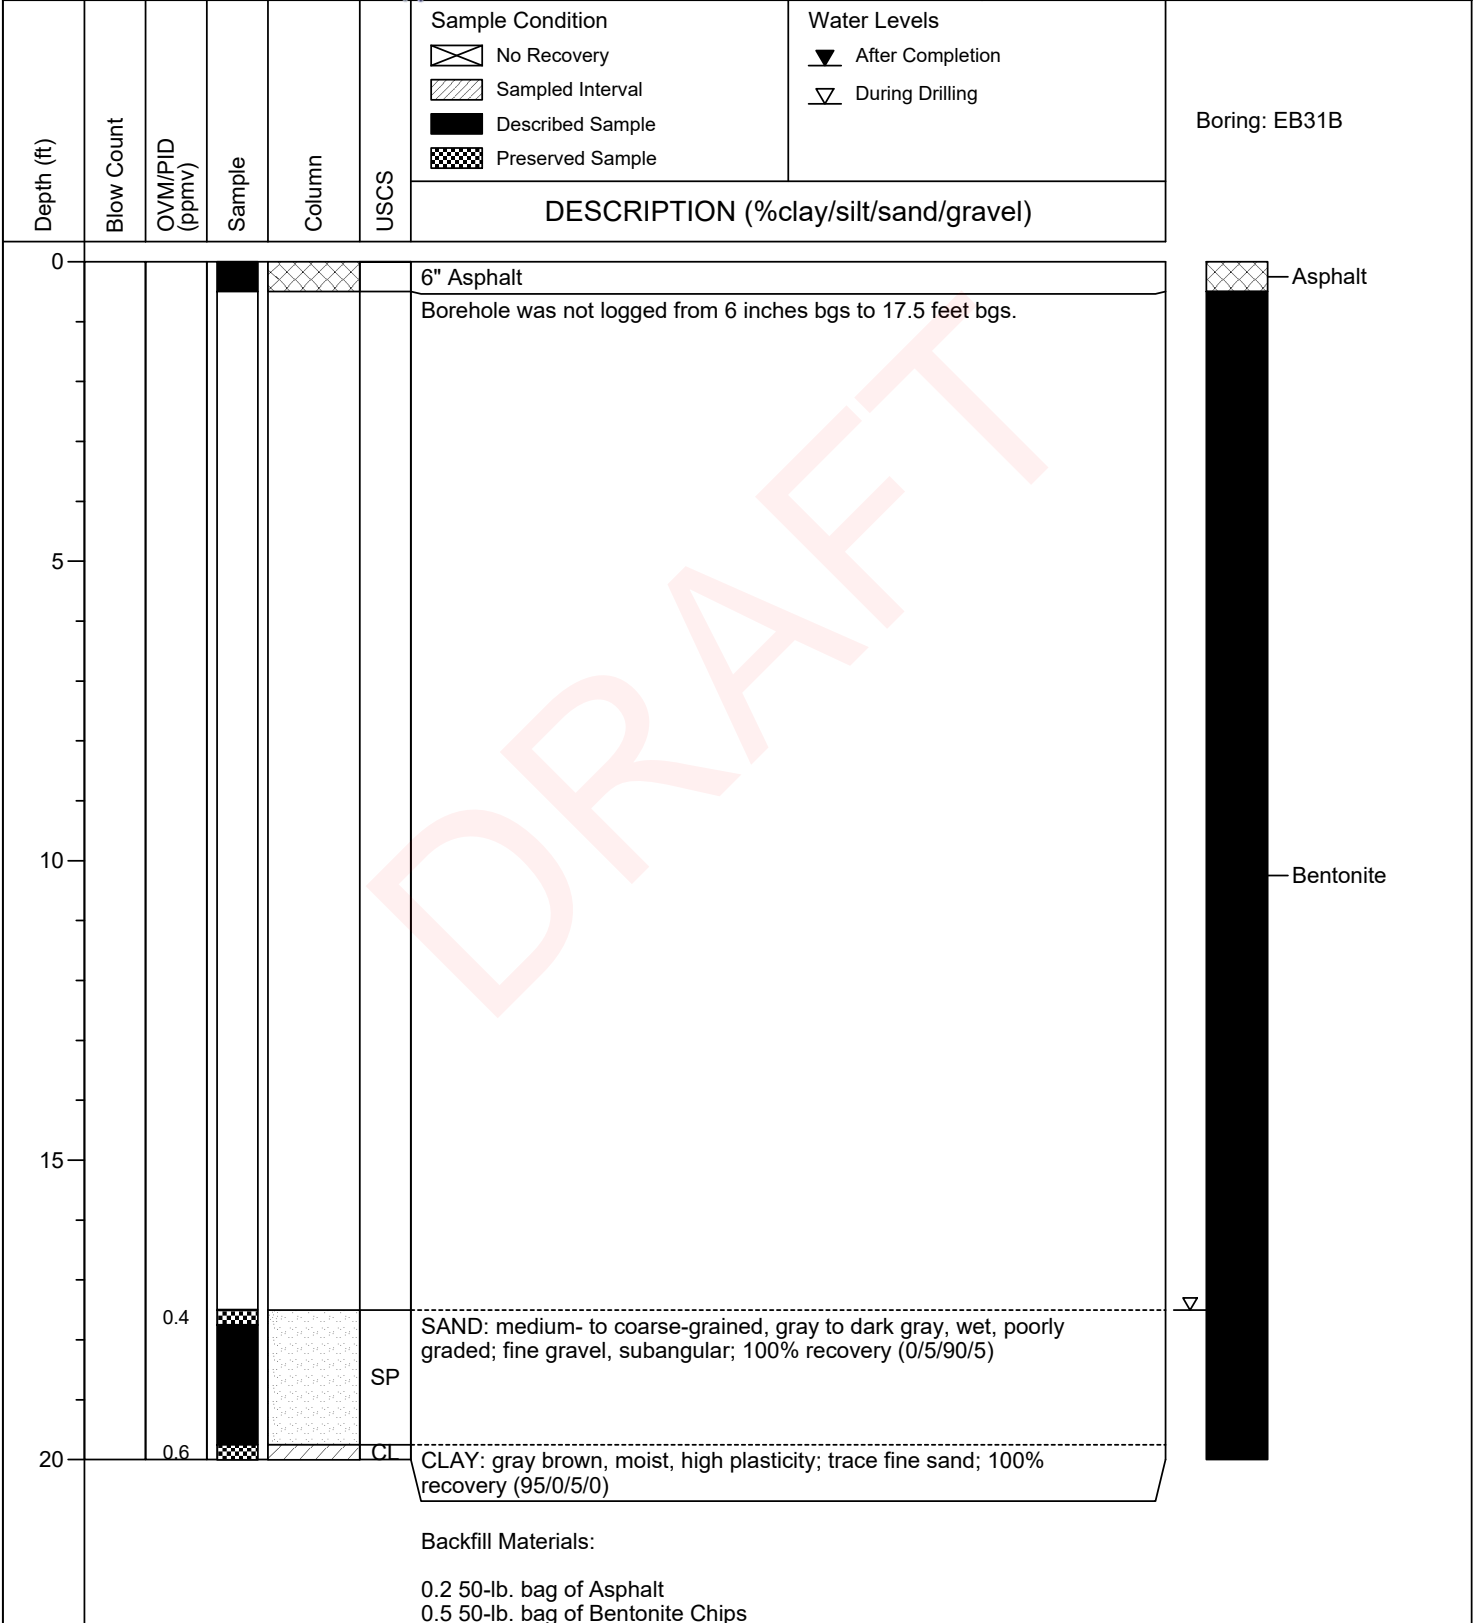 Sample Condition
No Recovery
Sampled Interval
Described Sample
Preserved Sample
Water Levels
After Completion
During Drilling
Boring: EB31B
Depth (ft)
Blow Count
OVM/PID
(ppmv)
Sample
Column
USCS
DESCRIPTION (%clay/silt/sand/gravel)
0
6" Asphalt
Asphalt
Borehole was not logged from 6 inches bgs to 17.5 feet bgs.
DRAFT
5
10
Bentonite
15
0.4
SAND: medium- to coarse-grained, gray to dark gray, wet, poorly
graded; fine gravel, subangular; 100% recovery (0/5/90/5)
SP
0.6
CL
20
CLAY: gray brown, moist, high plasticity; trace fine sand; 100%
recovery (95/0/5/0)
Backfill Materials:
0.2 50-lb. bag of Asphalt
0.5 50-lb. bag of Bentonite Chips